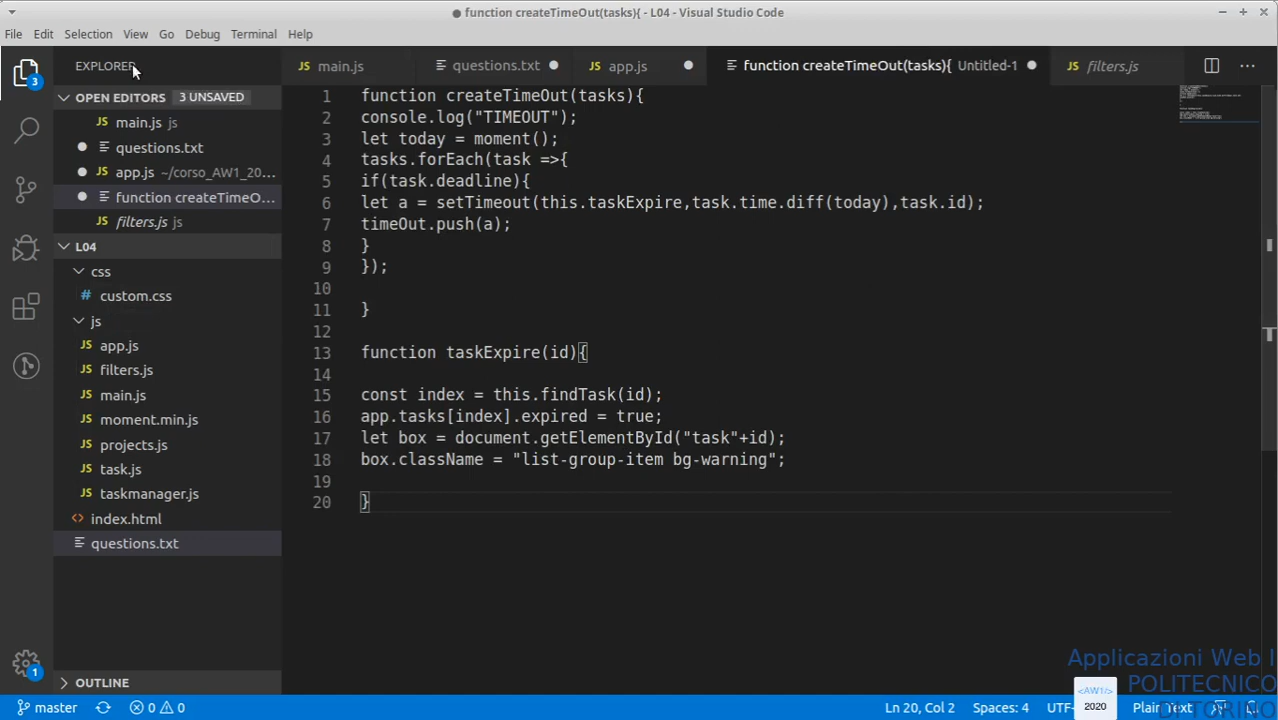 function createTimeOut(tasks){ - L04 - Visual Studio Code
File Edit Selection View Go Debug Terminal Help
3
EXPLORER
main.js
questions.txt
app.js
function createTimeOut(tasks){ Untitled-1
filters.js
OPEN EDITORS 3 UNSAVED
main.js js
questions.txt
app.js ~/corso_AW1_20...
function createTimeO...
filters.js js
L04
css
custom.css
js
app.js
filters.js
main.js
moment.min.js
projects.js
task.js
taskmanager.js
index.html
questions.txt
OUTLINE
1 function createTimeOut(tasks){
2 console.log("TIMEOUT");
3 let today = moment();
4 tasks.forEach(task =>{
5 if(task.deadline){
6 let a = setTimeout(this.taskExpire,task.time.diff(today),task.id);
7 timeOut.push(a);
8 }
9 });
10
11 }
12
13 function taskExpire(id){
14
15 const index = this.findTask(id);
16 app.tasks[index].expired = true;
17 let box = document.getElementById("task"+id);
18 box.className = "list-group-item bg-warning";
19
20 }
1
Applicazioni Web I
POLITECNICO
DI TORINO
<AW1/>
2020
master 0 0 Ln 20, Col 2 Spaces: 4 UTF- Plain Text